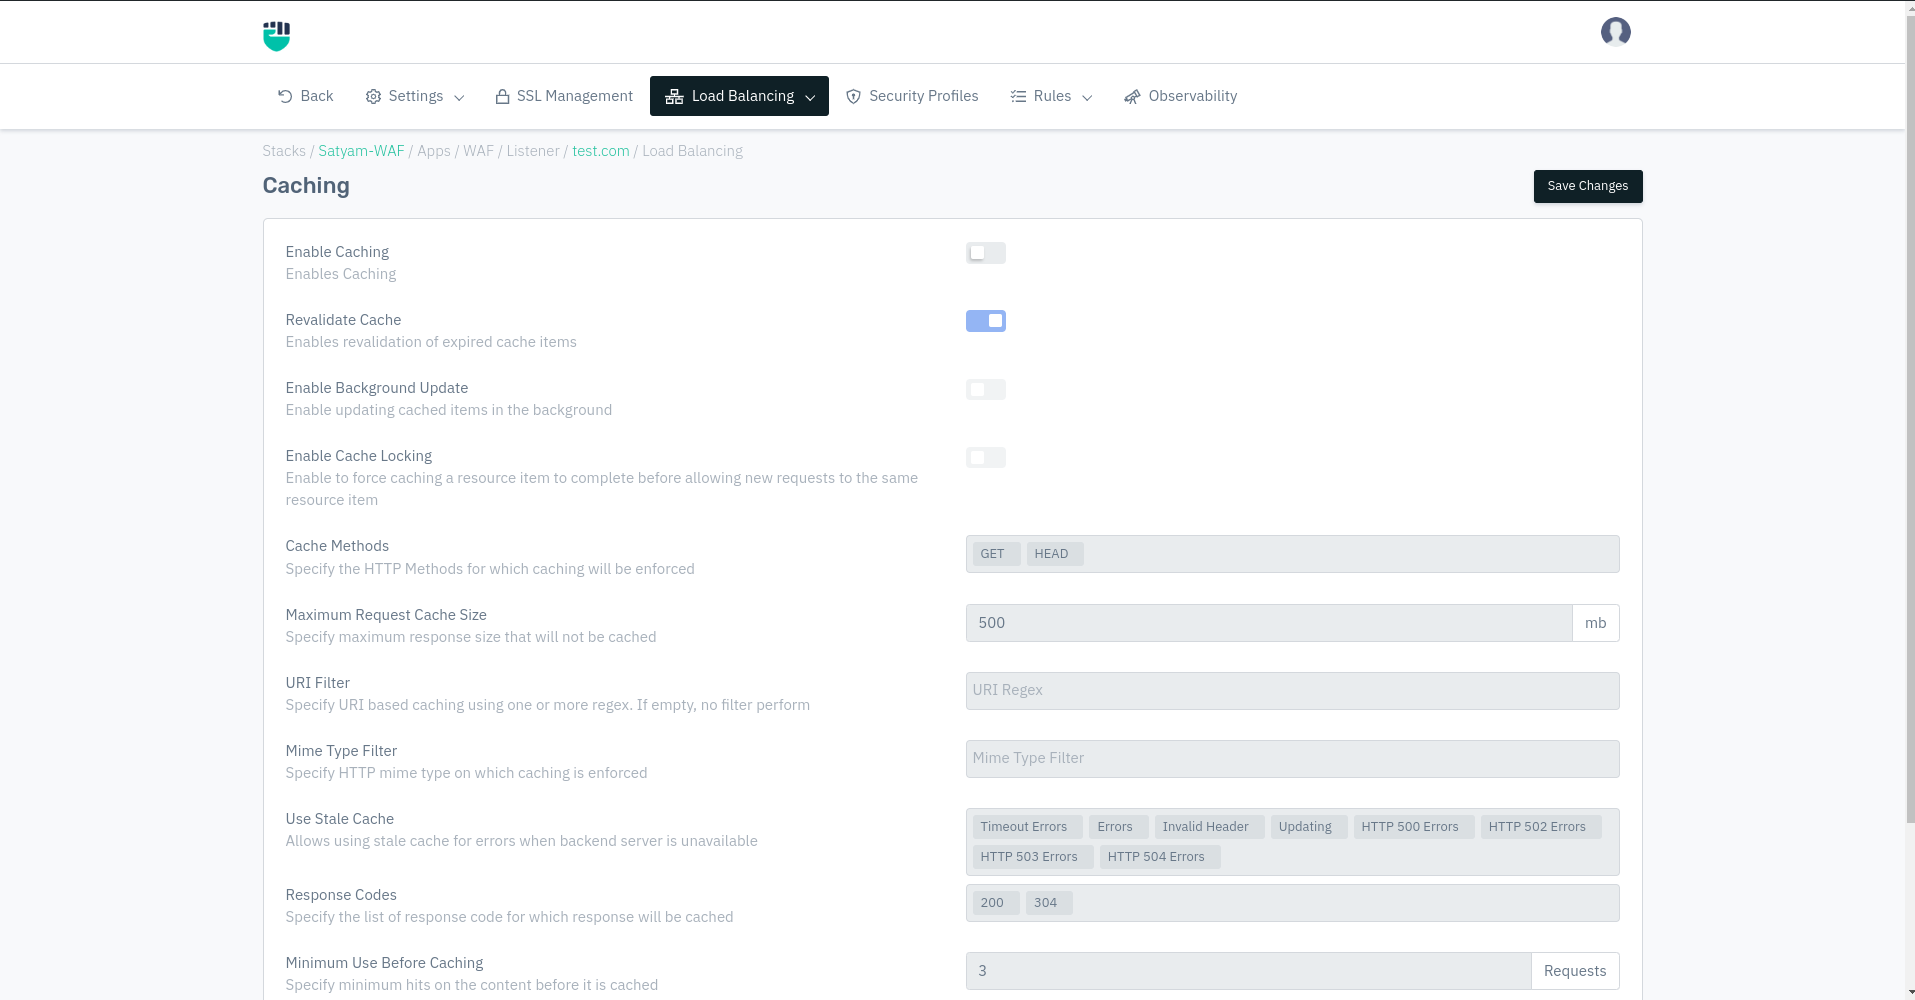 Back
Settings
SSL Management
Load Balancing
Security Profiles
Rules
Observability
Stacks / Satyam-WAF / Apps / WAF / Listener / test.com / Load Balancing
Caching
Save Changes
Enable Caching
Enables Caching
Revalidate Cache
Enables revalidation of expired cache items
Enable Background Update
Enable updating cached items in the background
Enable Cache Locking
Enable to force caching a resource item to complete before allowing new requests to the same
resource item
Cache Methods
Specify the HTTP Methods for which caching will be enforced
GET HEAD
Maximum Request Cache Size
Specify maximum response size that will not be cached
500 mb
URI Filter
Specify URI based caching using one or more regex. If empty, no filter perform
URI Regex
Mime Type Filter
Specify HTTP mime type on which caching is enforced
Mime Type Filter
Use Stale Cache
Allows using stale cache for errors when backend server is unavailable
Timeout Errors Errors Invalid Header Updating HTTP 500 Errors HTTP 502 Errors
HTTP 503 Errors HTTP 504 Errors
Response Codes
Specify the list of response code for which response will be cached
200 304
Minimum Use Before Caching
Specify minimum hits on the content before it is cached
3 Requests